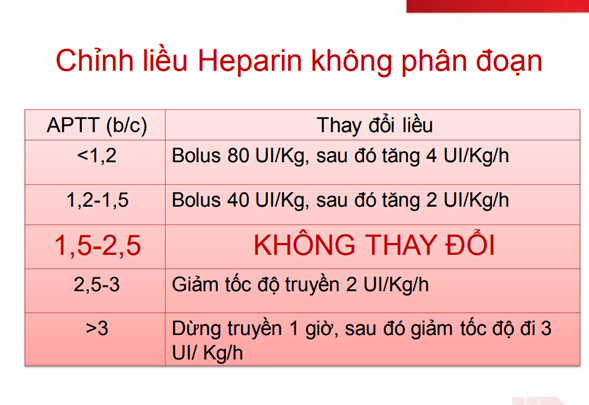 Chỉnh liều Heparin không phân đoạn
APTT (b/c) Thay đổi liều
<1,2 Bolus 80 UI/Kg, sau đó tăng 4 UI/Kg/h
1,2-1,5 Bolus 40 UI/Kg, sau đó tăng 2 UI/Kg/h
1,5-2,5 KHÔNG THAY ĐỔI
2,5-3 Giảm tốc độ truyền 2 UI/Kg/h
>3 Dừng truyền 1 giờ, sau đó giảm tốc độ đi 3
UI/ Kg/h